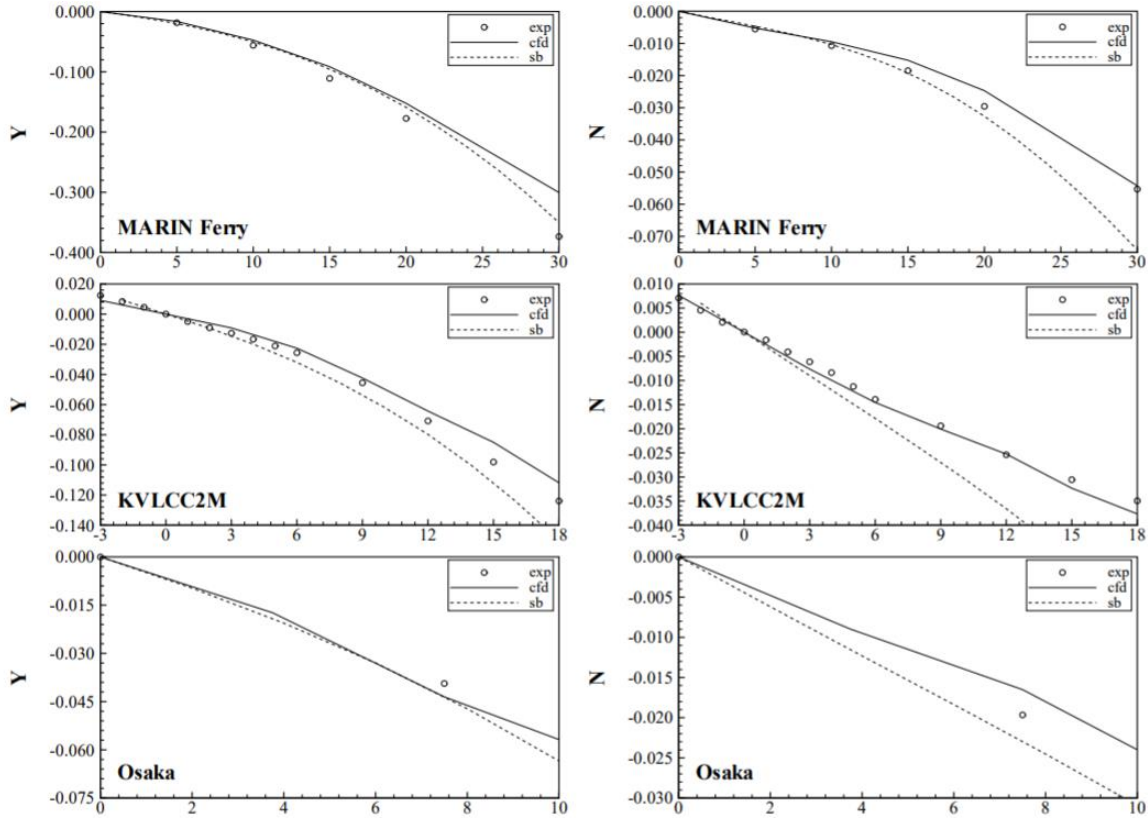 0.000
-0.100
-0.200
-0.300
-0.400
Y
exp
cfd
sb
MARIN Ferry
0 5 10 15 20 25 30
0.000
-0.010
-0.020
-0.030
-0.040
-0.050
-0.060
-0.070
N
exp
cfd
sb
MARIN Ferry
0 5 10 15 20 25 30
0.020
0.000
-0.020
-0.040
-0.060
-0.080
-0.100
-0.120
-0.140
Y
exp
cfd
sb
KVLCC2M
-3 0 3 6 9 12 15 18
0.010
0.005
0.000
-0.005
-0.010
-0.015
-0.020
-0.025
-0.030
-0.035
-0.040
N
exp
cfd
sb
KVLCC2M
-3 0 3 6 9 12 15 18
0.000
-0.015
-0.030
-0.045
-0.060
-0.075
Y
exp
cfd
sb
Osaka
0 2 4 6 8 10
0.000
-0.005
-0.010
-0.015
-0.020
-0.025
-0.030
N
exp
cfd
sb
Osaka
0 2 4 6 8 10